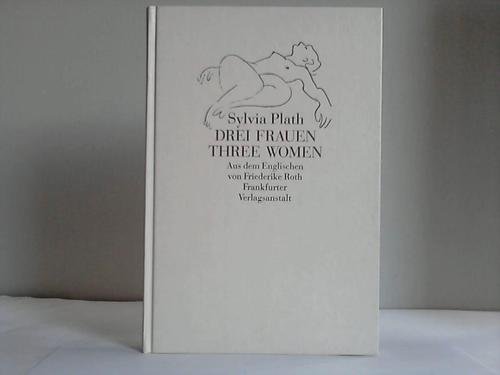 Sylvia Plath
DREI FRAUEN
THREE WOMEN
Aus dem Englischen
von Friederike Roth
Frankfurter
Verlagsanstalt